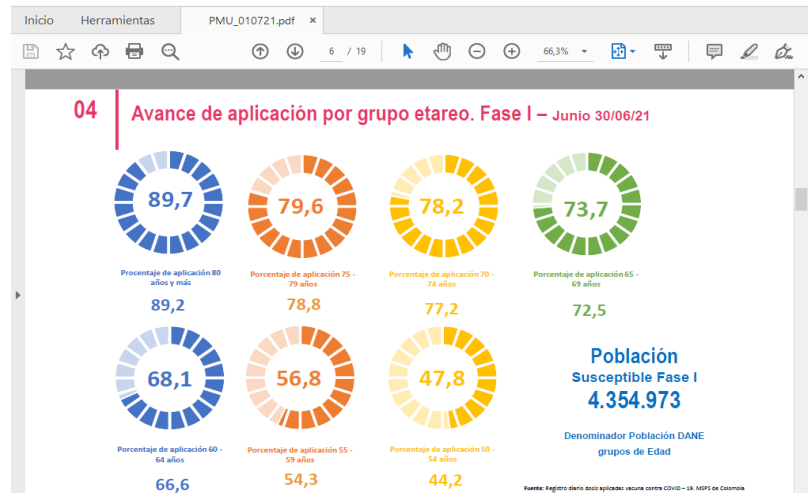 Inicio Herramientas PMU_010721.pdf ×
6 / 19 66,3%
04 Avance de aplicación por grupo etareo. Fase I – Junio 30/06/21
89,7 79,6 78,2 73,7
Procentaje de aplicación 80 Porcentaje de aplicación 75 - Porcentaje de aplicación 70 - Porcentaje de aplicación 65 -
años y más 79 años 74 años 69 años
89,2 78,8 77,2 72,5
68,1 56,8 47,8
Población
Susceptible Fase I
4.354.973
Denominador Población DANE
grupos de Edad
Porcentaje de aplicación 60 - Porcentaje de aplicación 55 - Porcentaje de aplicación 50 -
64 años 59 años 54 años
66,6 54,3 44,2
Fuente: Registro diario dosis aplicadas vacuna contra COVID – 19. MSPS de Colombia